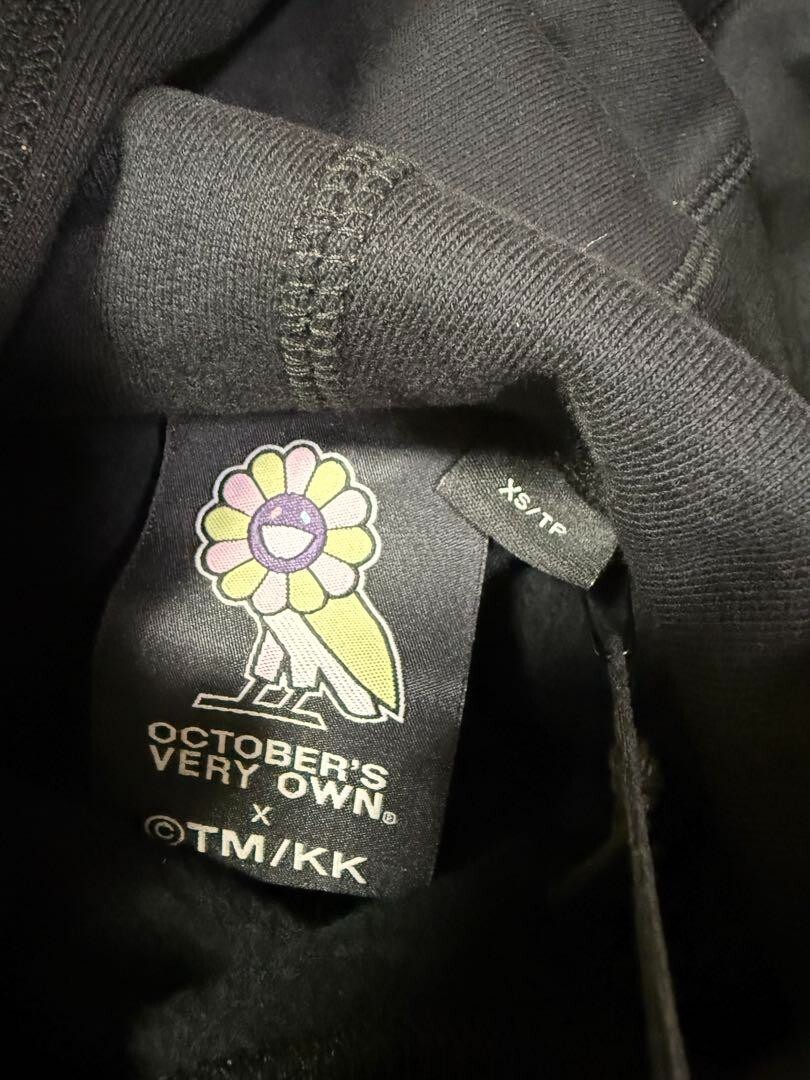 XS/TP
OCTOBER'S
VERY OWN®
X
©TM/KK